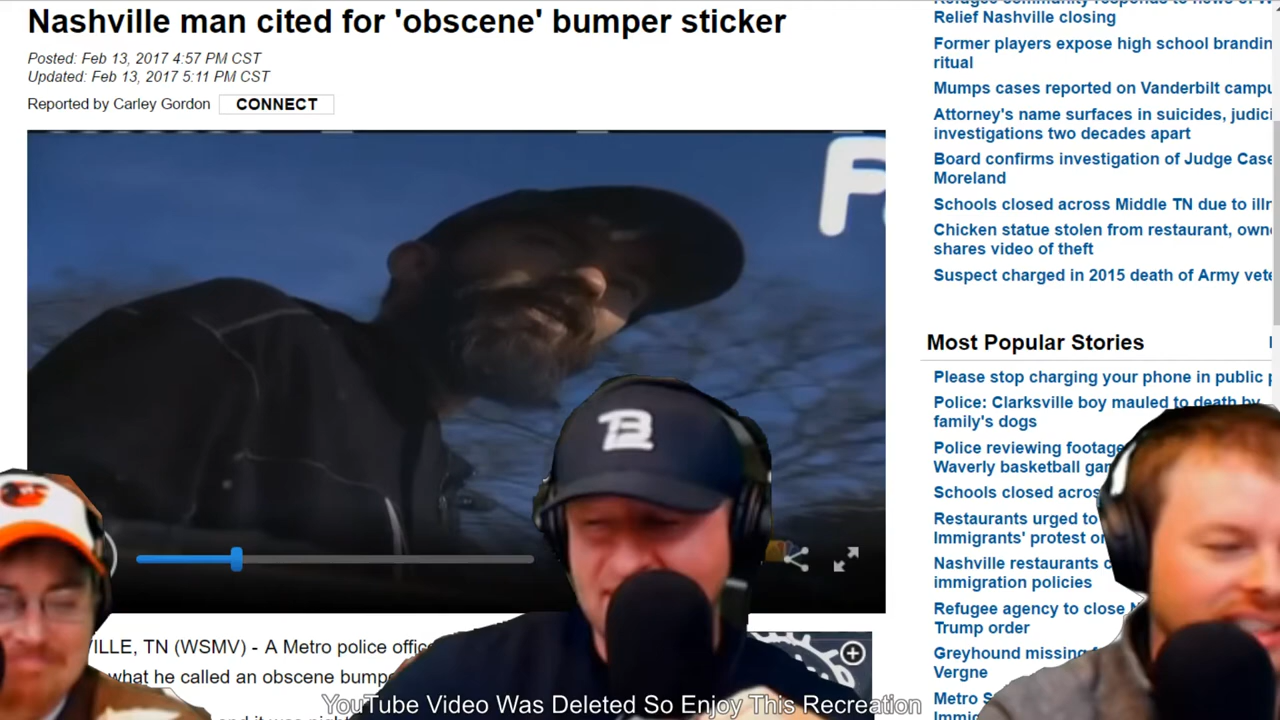 Nashville man cited for 'obscene' bumper sticker
Posted: Feb 13, 2017 4:57 PM CST
Updated: Feb 13, 2017 5:11 PM CST
Reported by Carley Gordon
CONNECT
ILLE, TN (WSMV) - A Metro police offic
what he called an obscene bumpe
Relief Nashville closing
Former players expose high school brandin
ritual
Mumps cases reported on Vanderbilt campu
Attorney's name surfaces in suicides, judici
investigations two decades apart
Board confirms investigation of Judge Case
Moreland
Schools closed across Middle TN due to illn
Chicken statue stolen from restaurant, owne
shares video of theft
Suspect charged in 2015 death of Army vete
Most Popular Stories
Please stop charging your phone in public p
Police: Clarksville boy mauled to death by
family's dogs
Police reviewing footage
Waverly basketball gam
Schools closed acros
Restaurants urged to
Immigrants' protest or
Nashville restaurants c
immigration policies
Refugee agency to close N
Trump order
Greyhound missing f
Vergne
Metro S
Immig
YouTube Video Was Deleted So Enjoy This Recreation